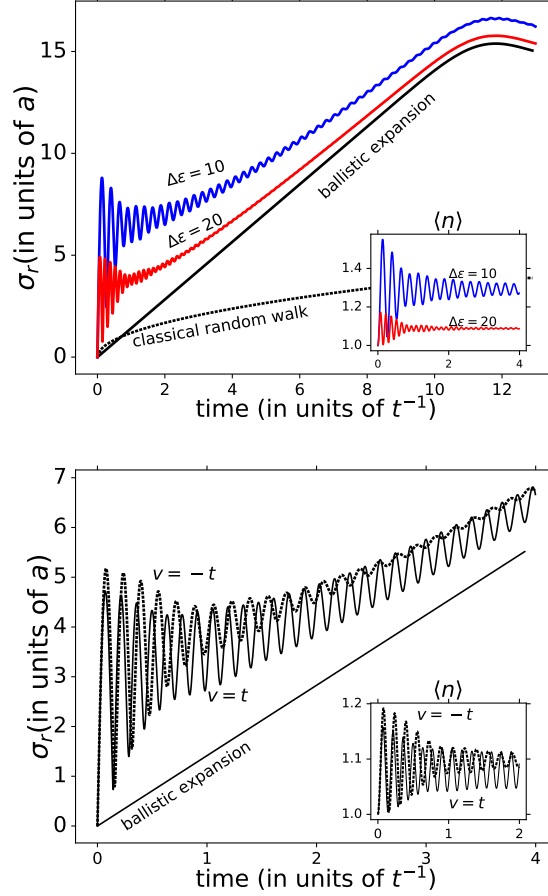 15
10
5
0
σr(in units of a)
Δε = 10
Δε = 20
ballistic expansion
classical random walk
⟨n⟩
1.4
1.2
1.0
Δε = 10
Δε = 20
0
2
4
0 2 4 6 8 10 12
time (in units of t⁻¹)
7
6
5
4
3
2
1
0
σr(in units of a)
v = −t
v = t
ballistic expansion
⟨n⟩
1.2
1.1
1.0
v = −t
v = t
0 1 2
0 1 2 3 4
time (in units of t⁻¹)